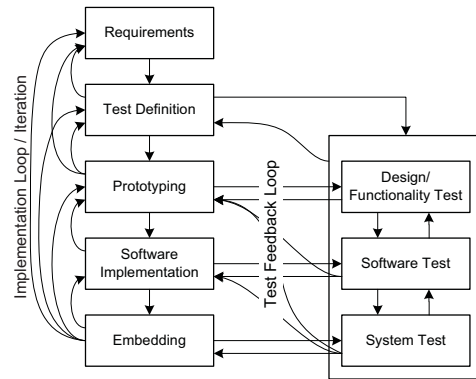 Requirements
Test Definition
Prototyping
Software
Implementation
Embedding
Implementation Loop / Iteration
Test Feedback Loop
Design/
Functionality Test
Software Test
System Test